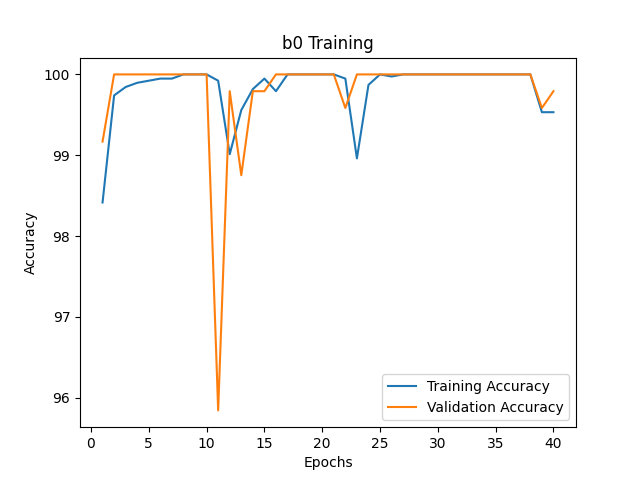 b0 Training
100
99
98
97
96
Accuracy
0 5 10 15 20 25 30 35 40
Epochs
Training Accuracy
Validation Accuracy